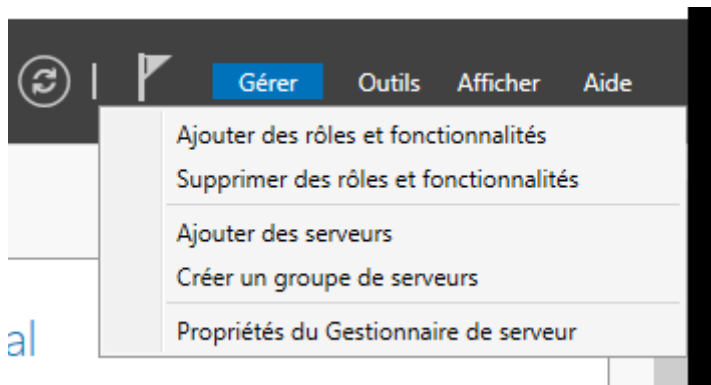 Gérer Outils Afficher Aide
Ajouter des rôles et fonctionnalités
Supprimer des rôles et fonctionnalités
Ajouter des serveurs
Créer un groupe de serveurs
Propriétés du Gestionnaire de serveur
al